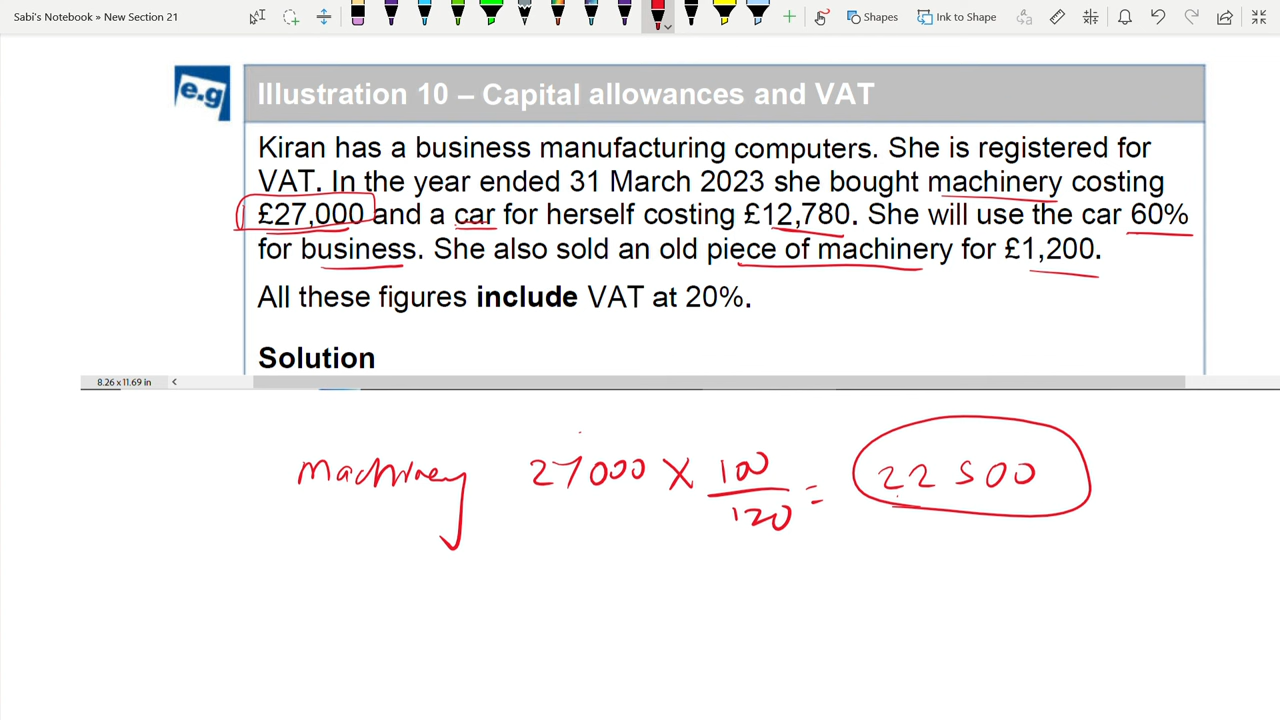 Sabi's Notebook » New Section 21
Shapes
Ink to Shape
e.g
Illustration 10 – Capital allowances and VAT
Kiran has a business manufacturing computers. She is registered for
VAT. In the year ended 31 March 2023 she bought machinery costing
£27,000 and a car for herself costing £12,780. She will use the car 60%
for business. She also sold an old piece of machinery for £1,200.
All these figures include VAT at 20%.
Solution
8.26 x 11.69 in
machinery 27000 × 100/120 = 22500